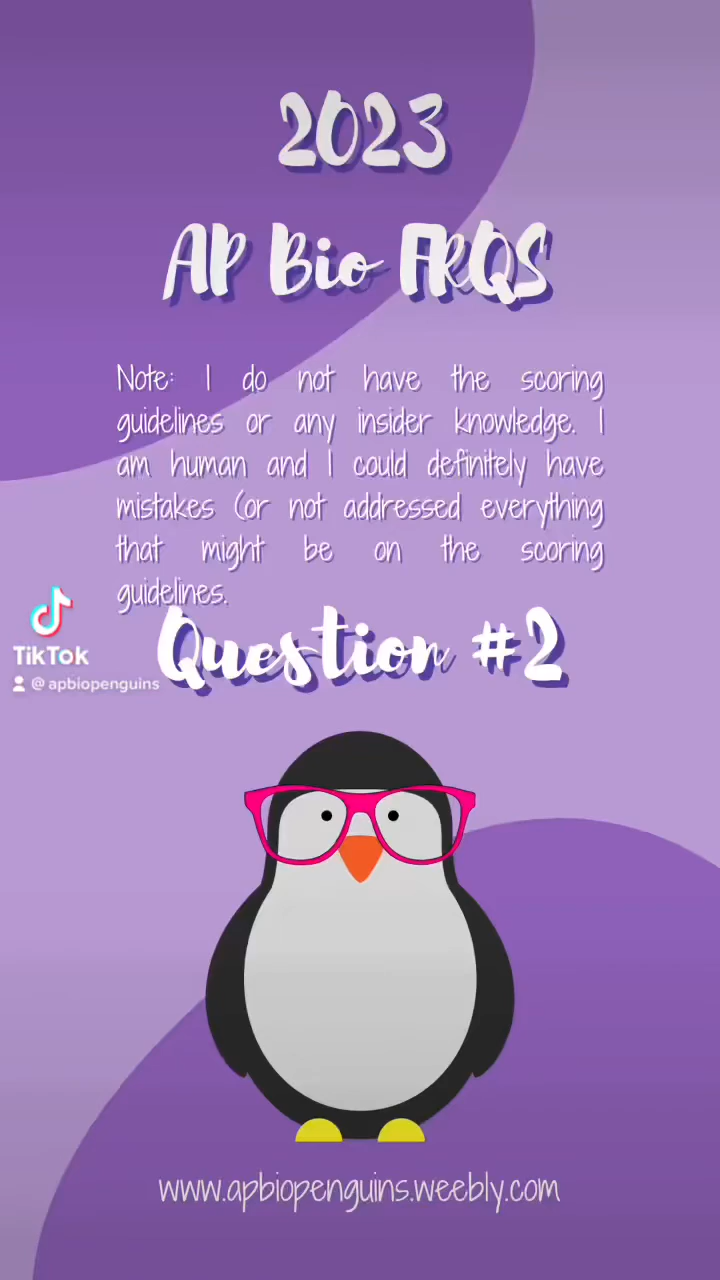 2023
AP Bio FRQS
Note: I do not have the scoring
guidelines or any insider knowledge. I
am human and I could definitely have
mistakes (or not addressed everything
that might be on the scoring
guidelines.
Question #2
TikTok
@apbiopenguins
www.apbiopenguins.weebly.com